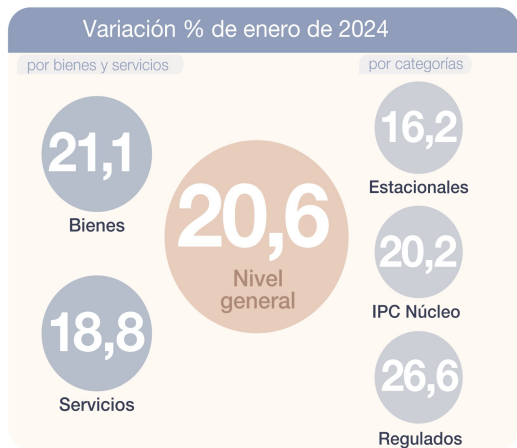 Variación % de enero de 2024
por bienes y servicios
21,1
Bienes
18,8
Servicios
20,6
Nivel
general
por categorías
16,2
Estacionales
20,2
IPC Núcleo
26,6
Regulados